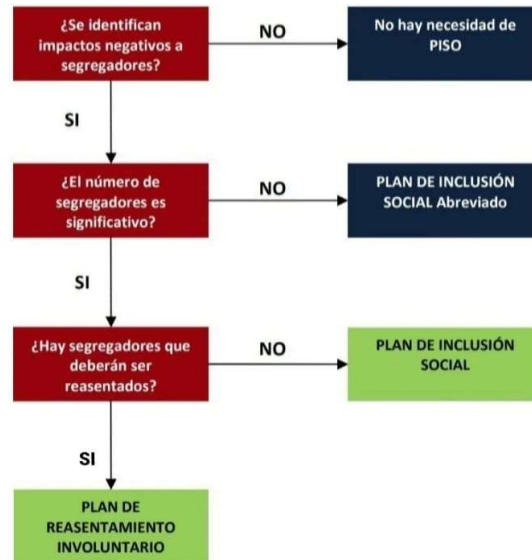 ¿Se identifican
impactos negativos a
segregadores?
NO
No hay necesidad de
PISO
SI
¿El número de
segregadores es
significativo?
NO
PLAN DE INCLUSIÓN
SOCIAL Abreviado
SI
¿Hay segregadores que
deberán ser
reasentados?
NO
PLAN DE INCLUSIÓN
SOCIAL
SI
PLAN DE
REASENTAMIENTO
INVOLUNTARIO